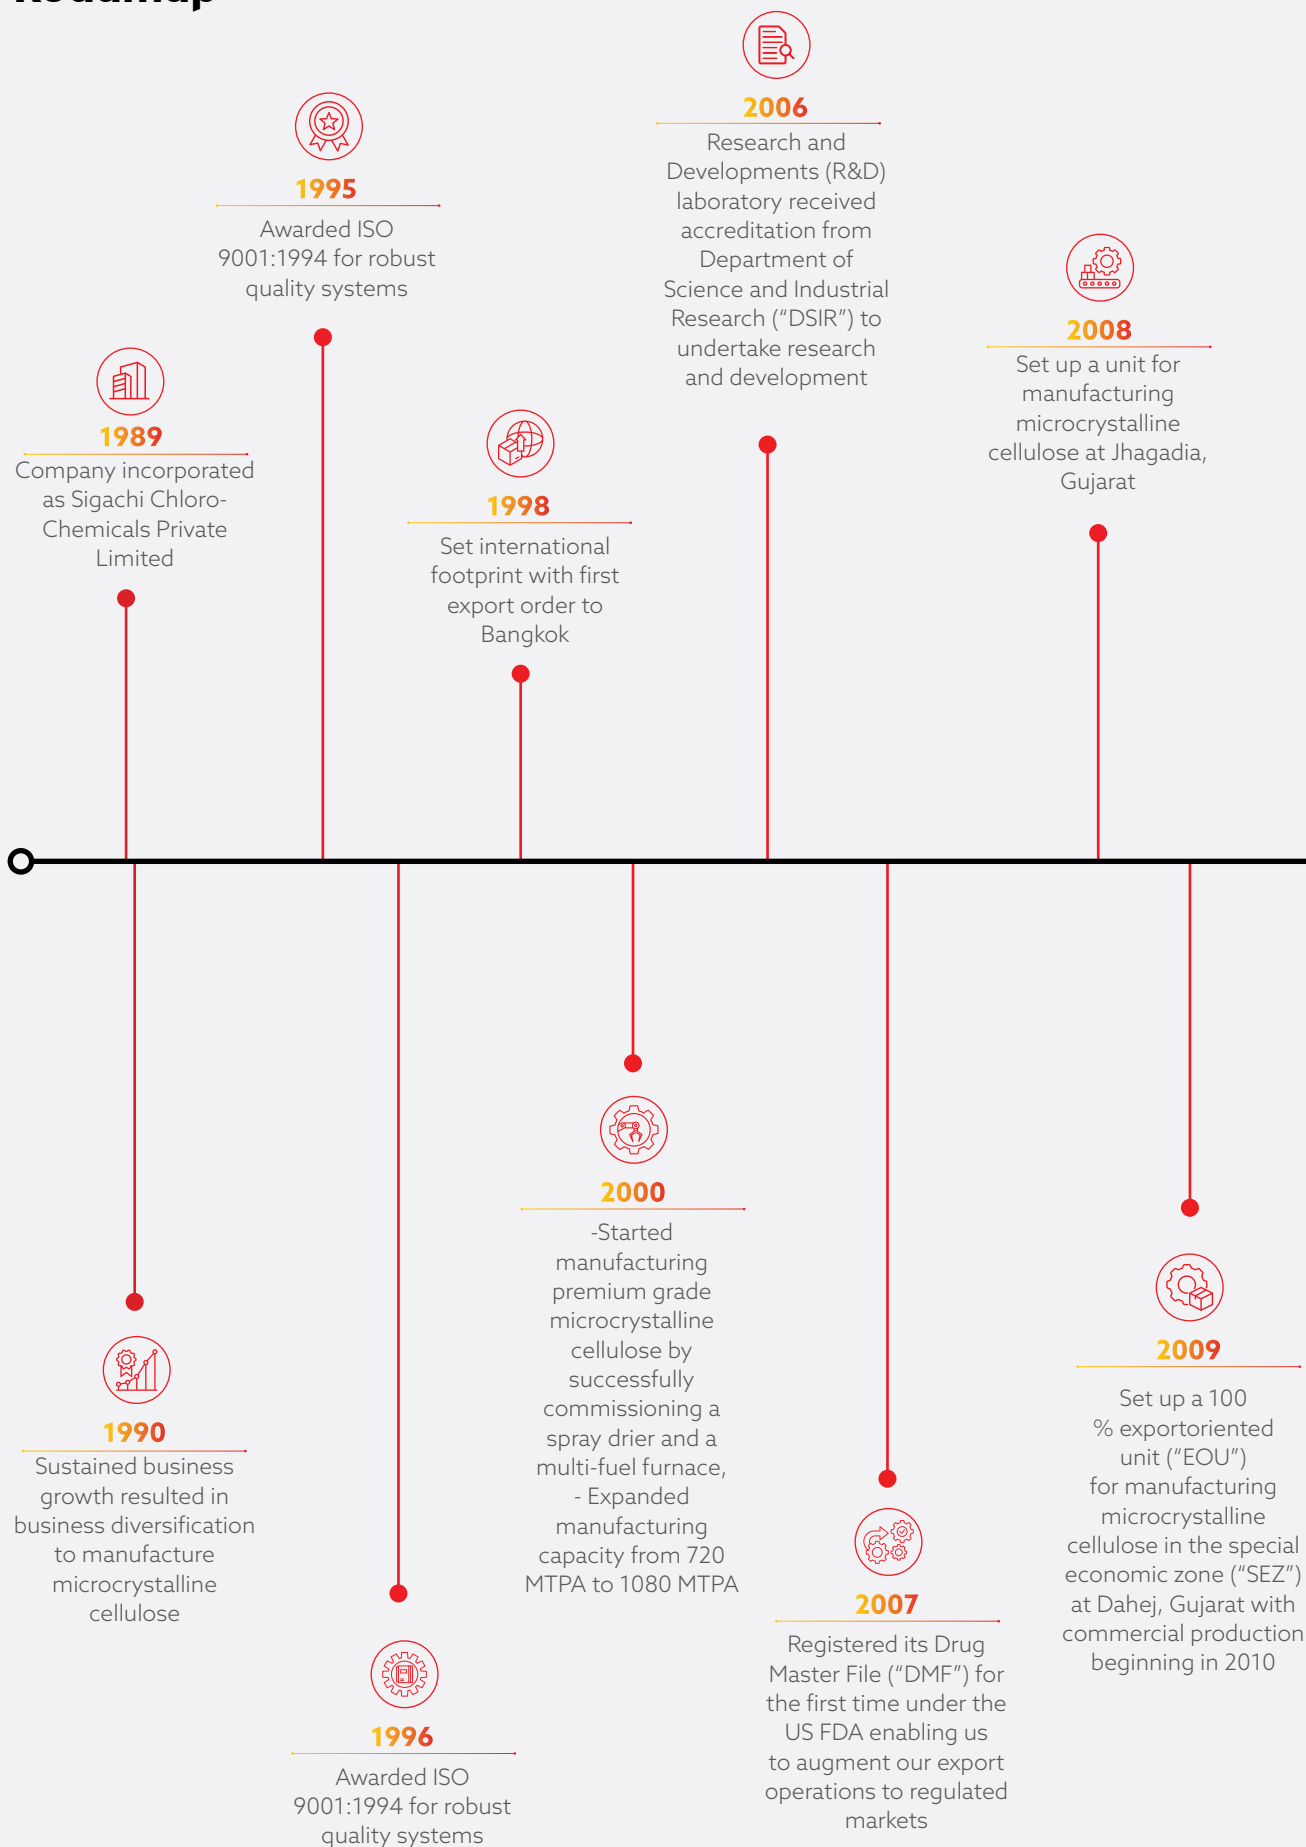 Roadmap
2006
Research and
Developments (R&D)
laboratory received
accreditation from
Department of
Science and Industrial
Research (“DSIR”) to
undertake research
and development
1995
Awarded ISO
9001:1994 for robust
quality systems
2008
Set up a unit for
manufacturing
microcrystalline
cellulose at Jhagadia,
Gujarat
1989
Company incorporated
as Sigachi Chloro-
Chemicals Private
Limited
1998
Set international
footprint with first
export order to
Bangkok
2000
-Started
manufacturing
premium grade
microcrystalline
cellulose by
successfully
commissioning a
spray drier and a
multi-fuel furnace,
- Expanded
manufacturing
capacity from 720
MTPA to 1080 MTPA
2009
Set up a 100
% exportoriented
unit (“EOU”)
for manufacturing
microcrystalline
cellulose in the special
economic zone (“SEZ”)
at Dahej, Gujarat with
commercial production
beginning in 2010
1990
Sustained business
growth resulted in
business diversification
to manufacture
microcrystalline
cellulose
2007
Registered its Drug
Master File (“DMF”) for
the first time under the
US FDA enabling us
to augment our export
operations to regulated
markets
1996
Awarded ISO
9001:1994 for robust
quality systems